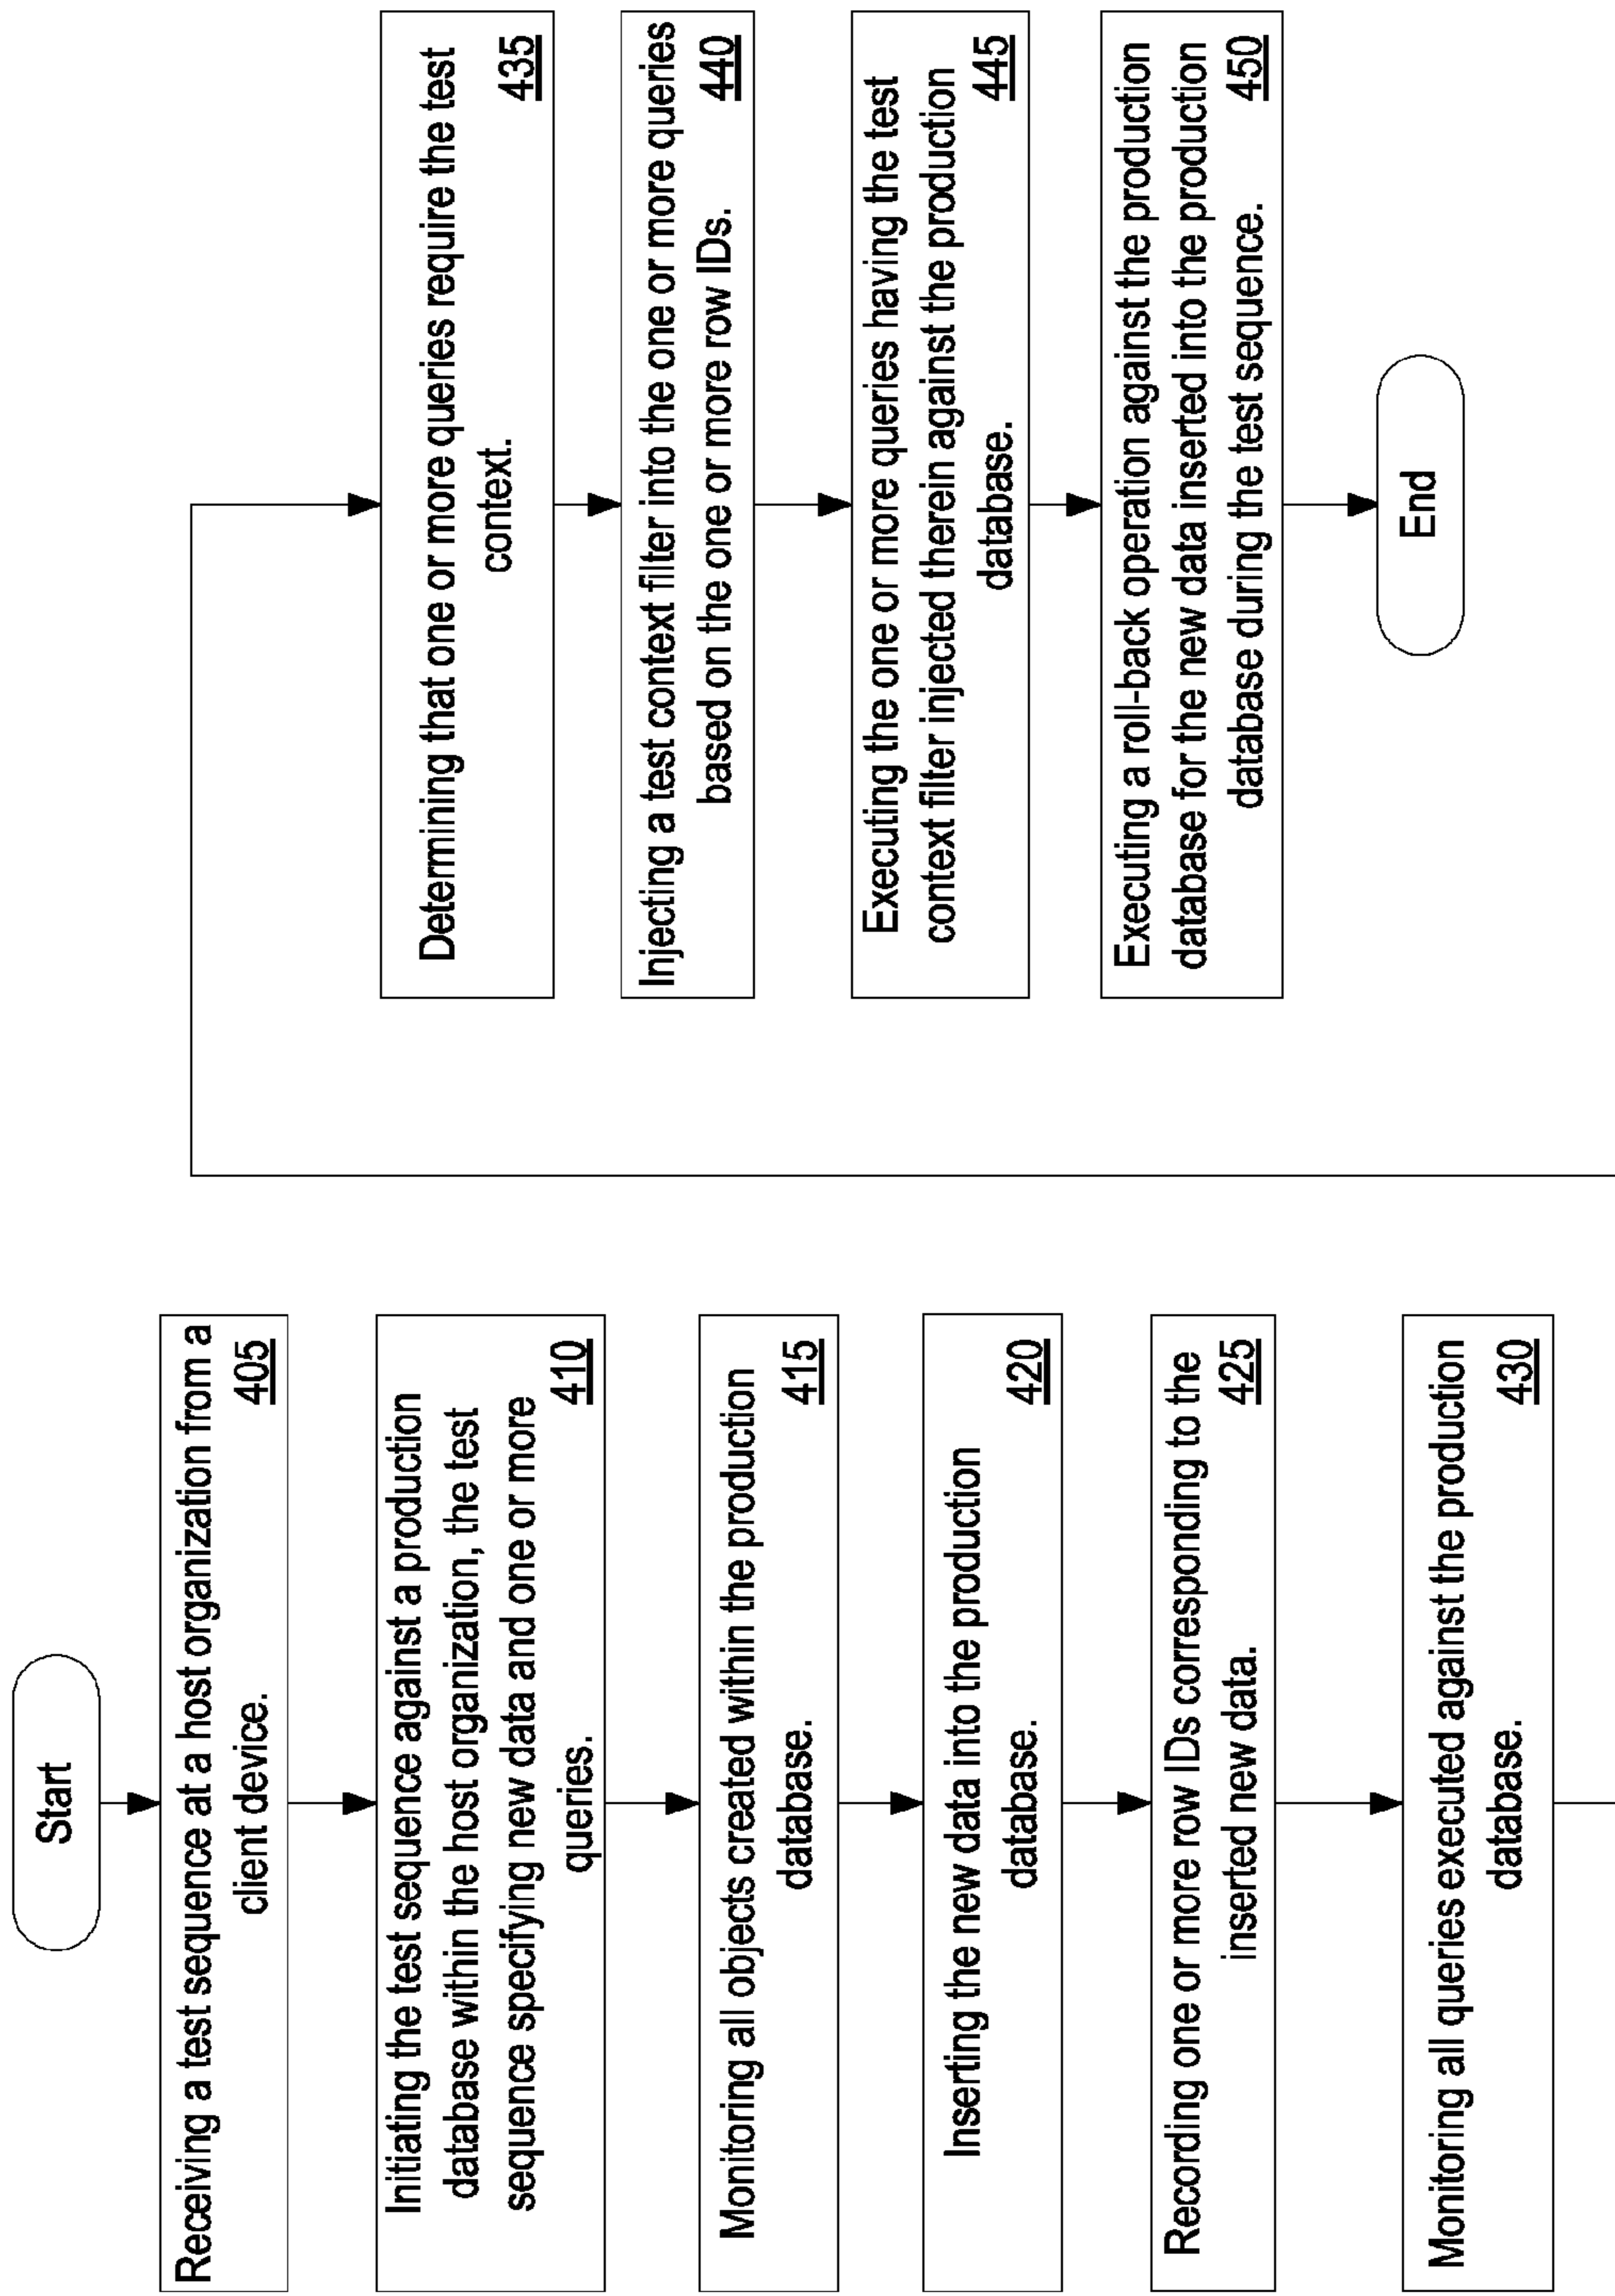 Start
Receiving a test sequence at a host organization from a
client device.
405
Initiating the test sequence against a production
database within the host organization, the test
sequence specifying new data and one or more
queries.
410
Monitoring all objects created within the production
database.
415
Inserting the new data into the production
database.
420
Recording one or more row IDs corresponding to the
inserted new data.
425
Monitoring all queries executed against the production
database.
430
Determining that one or more queries require the test
context.
435
Injecting a test context filter into the one or more queries
based on the one or more row IDs.
440
Executing the one or more queries having the test
context filter injected therein against the production
database.
445
Executing a roll-back operation against the production
database for the new data inserted into the production
database during the test sequence.
450
End